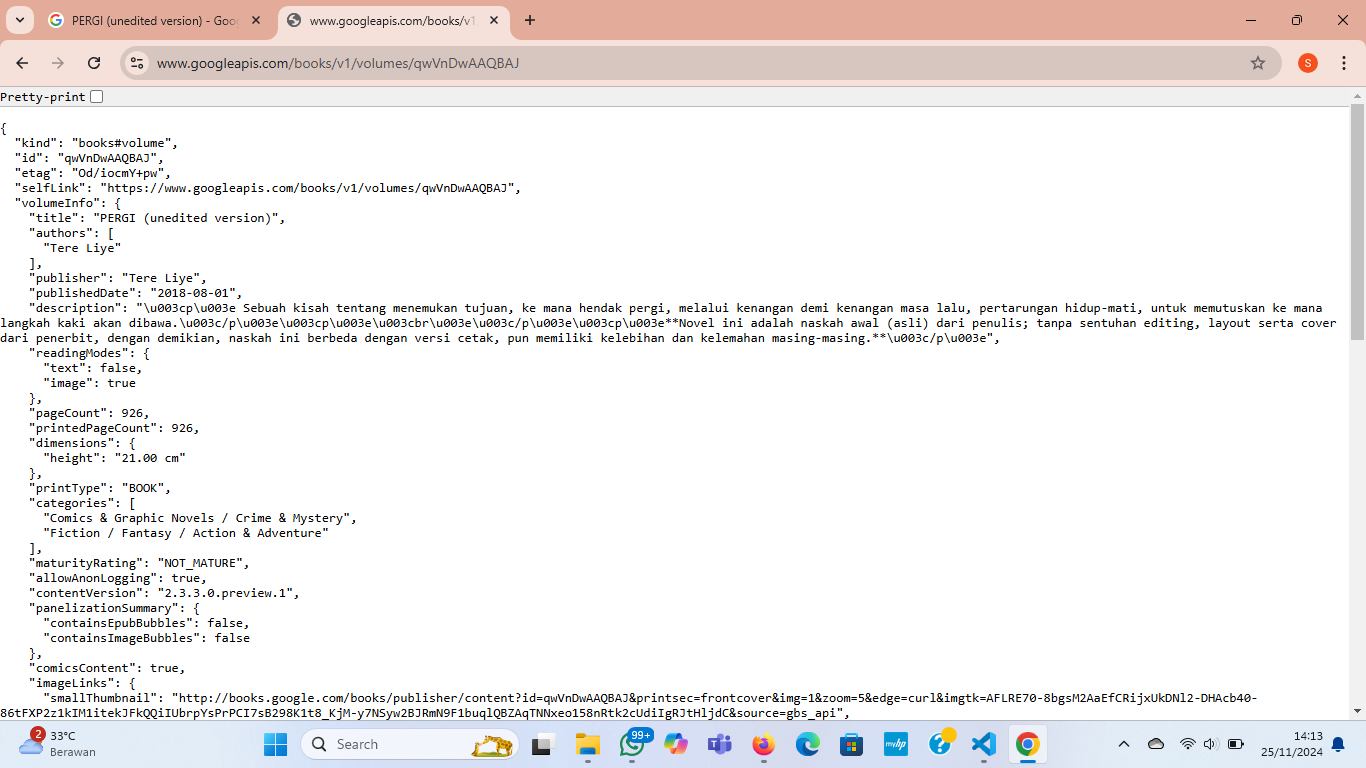 PERGI (unedited version) - Goo
www.googleapis.com/books/v1
www.googleapis.com/books/v1/volumes/qwVnDwAAQBAJ
S
Pretty-print
{
  "kind": "books#volume",
  "id": "qwVnDwAAQBAJ",
  "etag": "Od/iocmY+pw",
  "selfLink": "https://www.googleapis.com/books/v1/volumes/qwVnDwAAQBAJ",
  "volumeInfo": {
    "title": "PERGI (unedited version)",
    "authors": [
      "Tere Liye"
    ],
    "publisher": "Tere Liye",
    "publishedDate": "2018-08-01",
    "description": "\u003cp\u003e Sebuah kisah tentang menemukan tujuan, ke mana hendak pergi, melalui kenangan demi kenangan masa lalu, pertarungan hidup-mati, untuk memutuskan ke mana
langkah kaki akan dibawa.\u003c/p\u003e\u003cp\u003e\u003cbr\u003e\u003c/p\u003e\u003cp\u003e**Novel ini adalah naskah awal (asli) dari penulis; tanpa sentuhan editing, layout serta cover
dari penerbit, dengan demikian, naskah ini berbeda dengan versi cetak, pun memiliki kelebihan dan kelemahan masing-masing.**\u003c/p\u003e",
    "readingModes": {
      "text": false,
      "image": true
    },
    "pageCount": 926,
    "printedPageCount": 926,
    "dimensions": {
      "height": "21.00 cm"
    },
    "printType": "BOOK",
    "categories": [
      "Comics & Graphic Novels / Crime & Mystery",
      "Fiction / Fantasy / Action & Adventure"
    ],
    "maturityRating": "NOT_MATURE",
    "allowAnonLogging": true,
    "contentVersion": "2.3.3.0.preview.1",
    "panelizationSummary": {
      "containsEpubBubbles": false,
      "containsImageBubbles": false
    },
    "comicsContent": true,
    "imageLinks": {
      "smallThumbnail": "http://books.google.com/books/publisher/content?id=qwVnDwAAQBAJ&printsec=frontcover&img=1&zoom=5&edge=curl&imgtk=AFLRE70-8bgsM2AaEfCRijxUkDNl2-DHAcb40-
86tFXP2z1kIM1itekJFkQQiIUbrpYsPrPCI7sB298K1t8_KjM-y7NSyw2BJRmN9F1buqlQBZAqTNNxeo158nRtk2cUdiIgRJtHljdC&source=gbs_api",
2
33°C
Berawan
Search
99+
myhp
14:13
25/11/2024